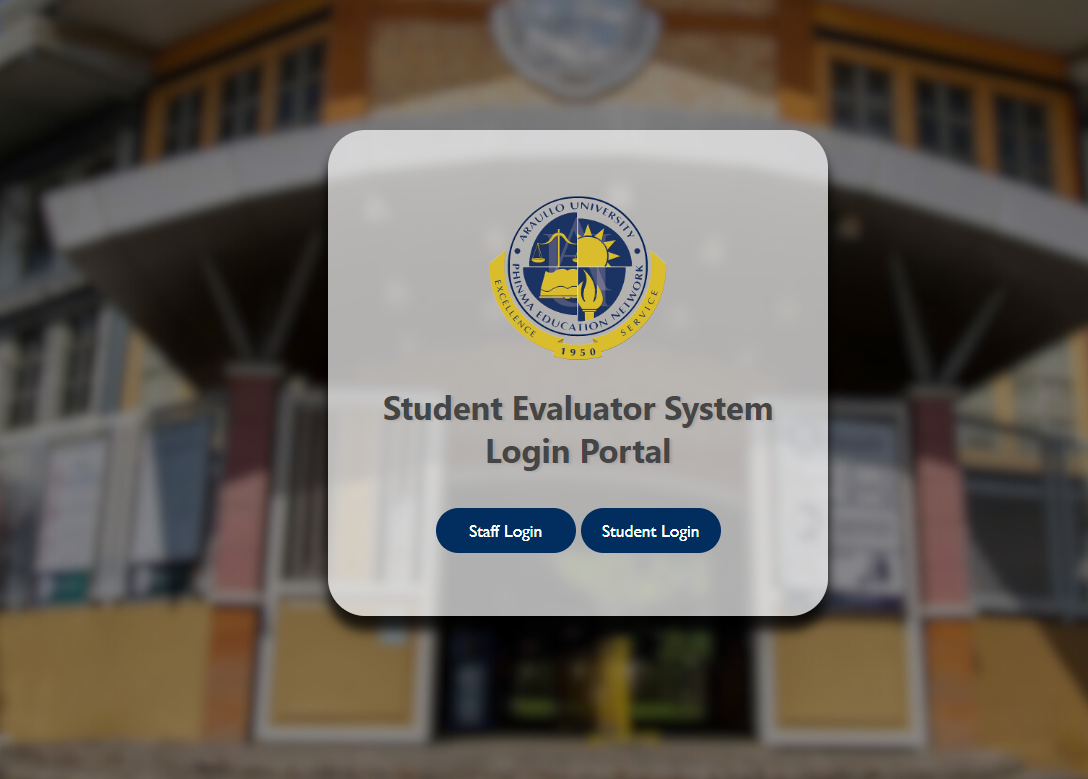 ARAULLO UNIVERSITY
PHINMA EDUCATION NETWORK
EXCELLENCE
SERVICE
1950
Student Evaluator System
Login Portal
Staff Login
Student Login